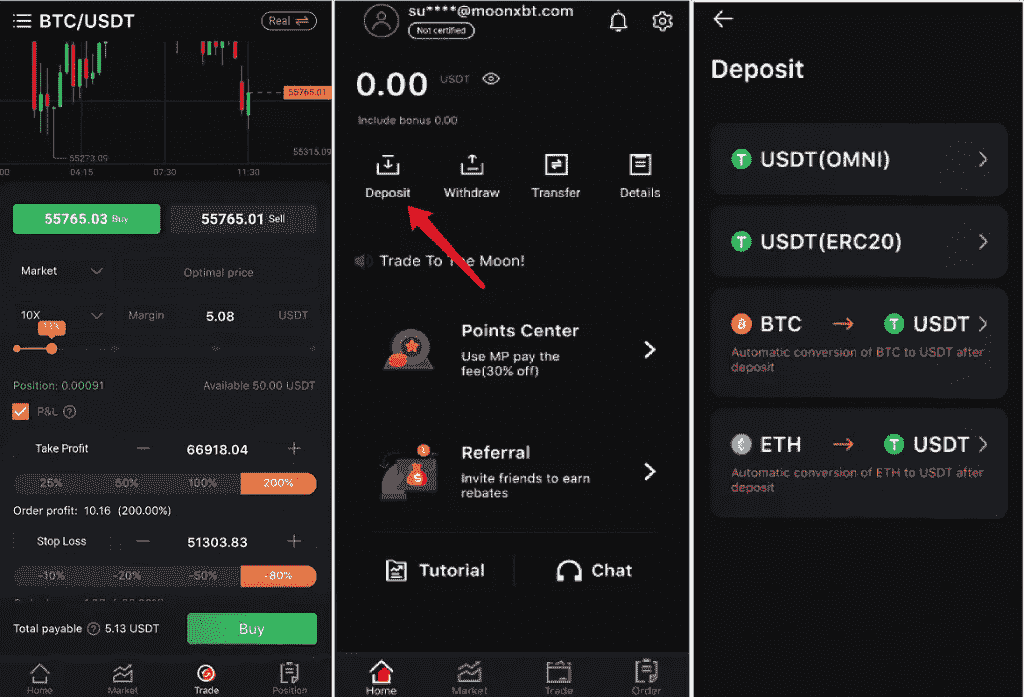 BTC/USDT
Real
55765.01
55273.09
55315.09
00 04:15 07:30 11:30
55765.03 Buy
55765.01 Sell
Market
Optimal price
10X
Margin 5.08 USDT
Position: 0.00091
Available 50.00 USDT
P&L
Take Profit
66918.04
25% 50% 100% 200%
Order profit: 10.16 (200.00%)
Stop Loss
51303.83
-10% -20% -50% -80%
Total payable 5.13 USDT
Buy
Home Market Trade Position
su****@moonxbt.com
Not certified
0.00 USDT
Include bonus 0.00
Deposit Withdraw Transfer Details
Trade To The Moon!
Points Center
Use MP pay the
fee(30% off)
Referral
Invite friends to earn
rebates
Tutorial
Chat
Home Market Trade Order
Deposit
USDT(OMNI)
USDT(ERC20)
BTC → USDT
Automatic conversion of BTC to USDT after
deposit
ETH → USDT
Automatic conversion of ETH to USDT after
deposit